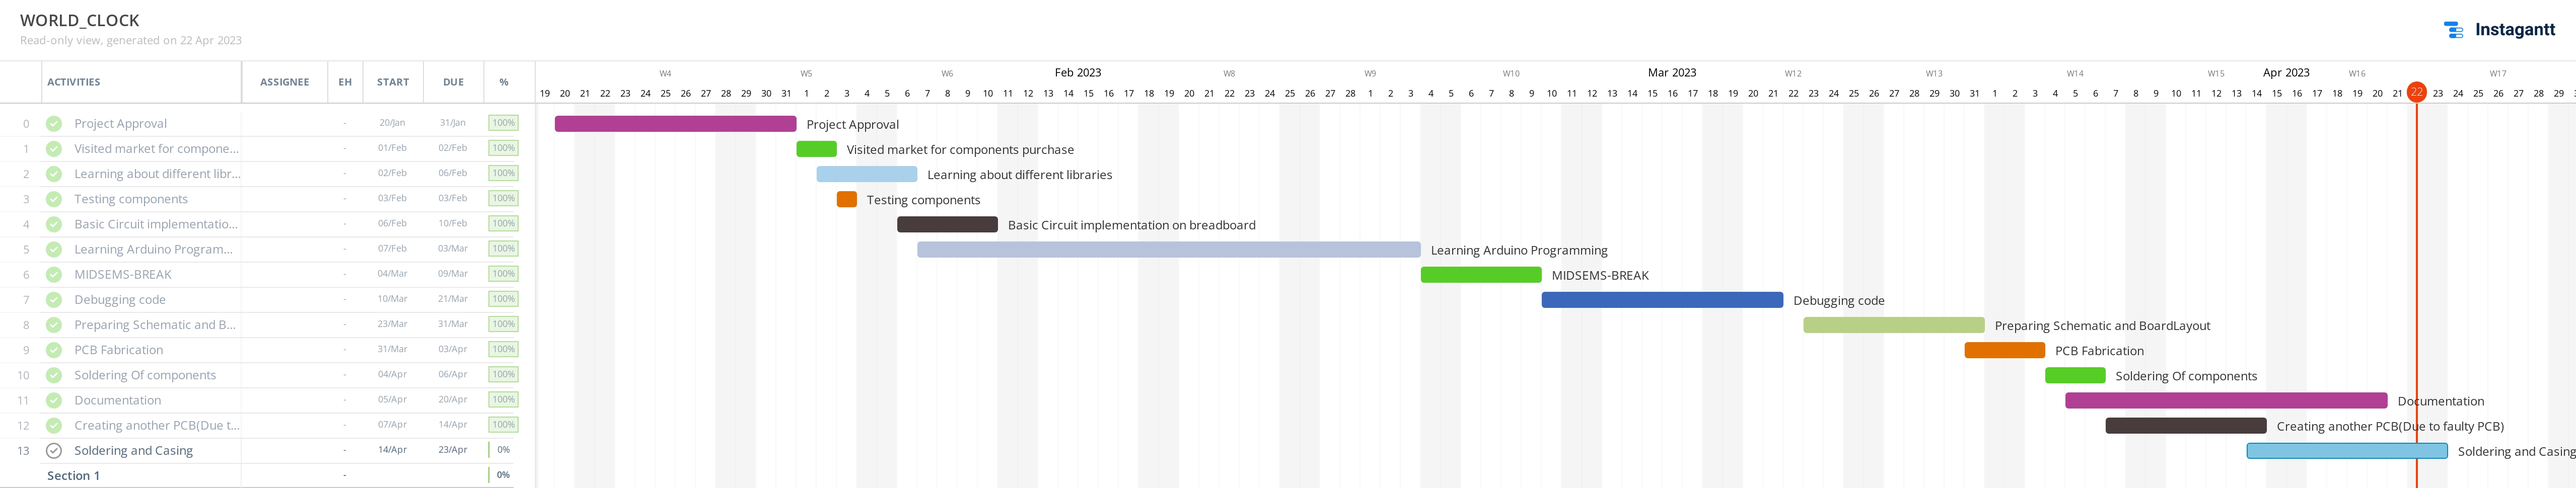 WORLD_CLOCK
Read-only view, generated on 22 Apr 2023
Instagantt
ACTIVITIES ASSIGNEE EH START DUE %
W4 W5 W6 Feb 2023 W8 W9 W10 Mar 2023 W12 W13 W14 W15 Apr 2023 W16 W17
19 20 21 22 23 24 25 26 27 28 29 30 31 1 2 3 4 5 6 7 8 9 10 11 12 13 14 15 16 17 18 19 20 21 22 23 24 25 26 27 28 1 2 3 4 5 6 7 8 9 10 11 12 13 14 15 16 17 18 19 20 21 22 23 24 25 26 27 28 29 30 31 1 2 3 4 5 6 7 8 9 10 11 12 13 14 15 16 17 18 19 20 21 22 23 24 25 26 27 28 29
0 Project Approval - 20/Jan 31/Jan 100% Project Approval
1 Visited market for compone... - 01/Feb 02/Feb 100% Visited market for components purchase
2 Learning about different libr... - 02/Feb 06/Feb 100% Learning about different libraries
3 Testing components - 03/Feb 03/Feb 100% Testing components
4 Basic Circuit implementatio... - 06/Feb 10/Feb 100% Basic Circuit implementation on breadboard
5 Learning Arduino Program... - 07/Feb 03/Mar 100% Learning Arduino Programming
6 MIDSEMS-BREAK - 04/Mar 09/Mar 100% MIDSEMS-BREAK
7 Debugging code - 10/Mar 21/Mar 100% Debugging code
8 Preparing Schematic and B... - 23/Mar 31/Mar 100% Preparing Schematic and BoardLayout
9 PCB Fabrication - 31/Mar 03/Apr 100% PCB Fabrication
10 Soldering Of components - 04/Apr 06/Apr 100% Soldering Of components
11 Documentation - 05/Apr 20/Apr 100% Documentation
12 Creating another PCB(Due t... - 07/Apr 14/Apr 100% Creating another PCB(Due to faulty PCB)
13 Soldering and Casing - 14/Apr 23/Apr 0% Soldering and Casing
Section 1 - 0%